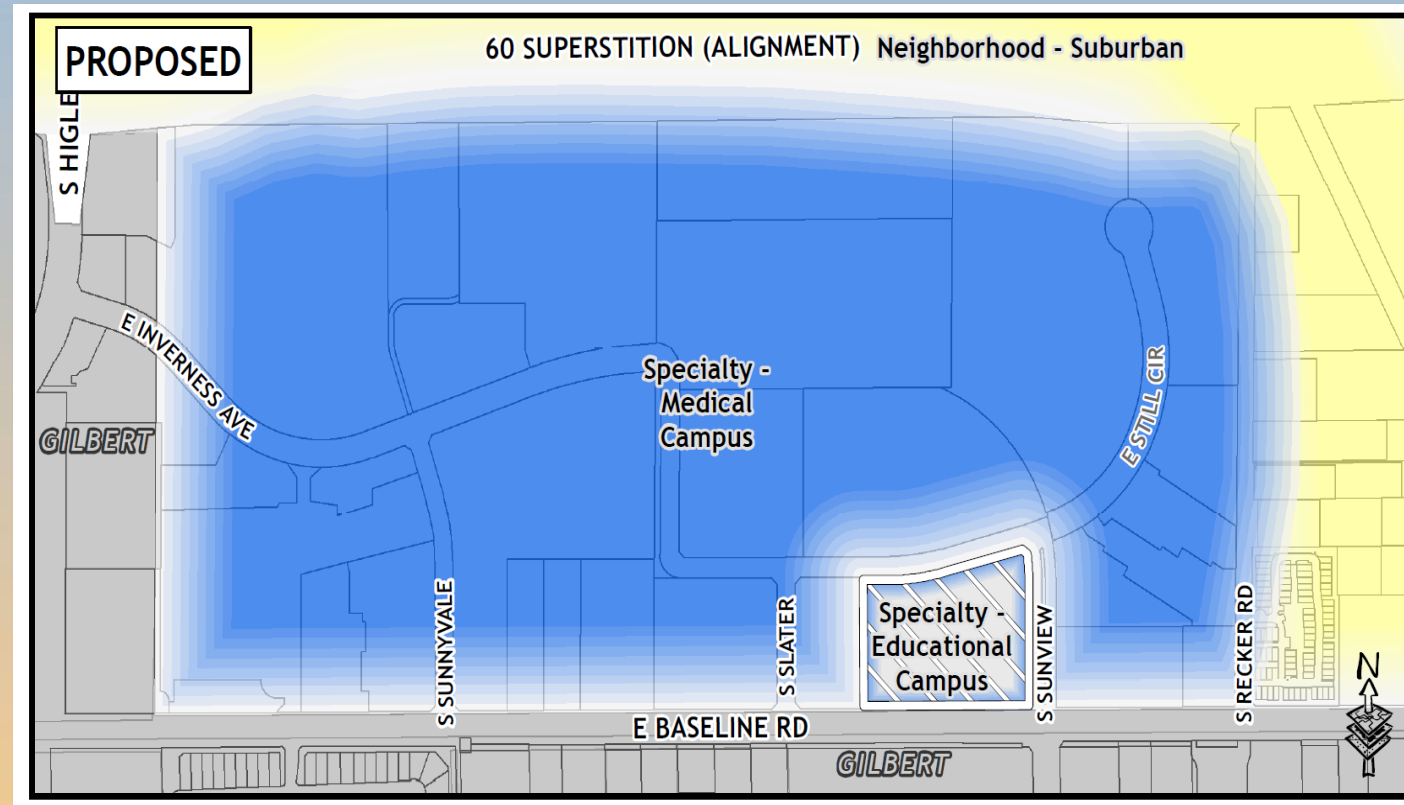 PROPOSED
60 SUPERSTITION (ALIGNMENT)
Neighborhood - Suburban
S HIGLE
E INVERNESS AVE
GILBERT
Specialty -
Medical
Campus
E STILL CIR
S SUNNYVALE
S SLATER
Specialty -
Educational
Campus
S SUNVIEW
S RECKER RD
N
E BASELINE RD
GILBERT